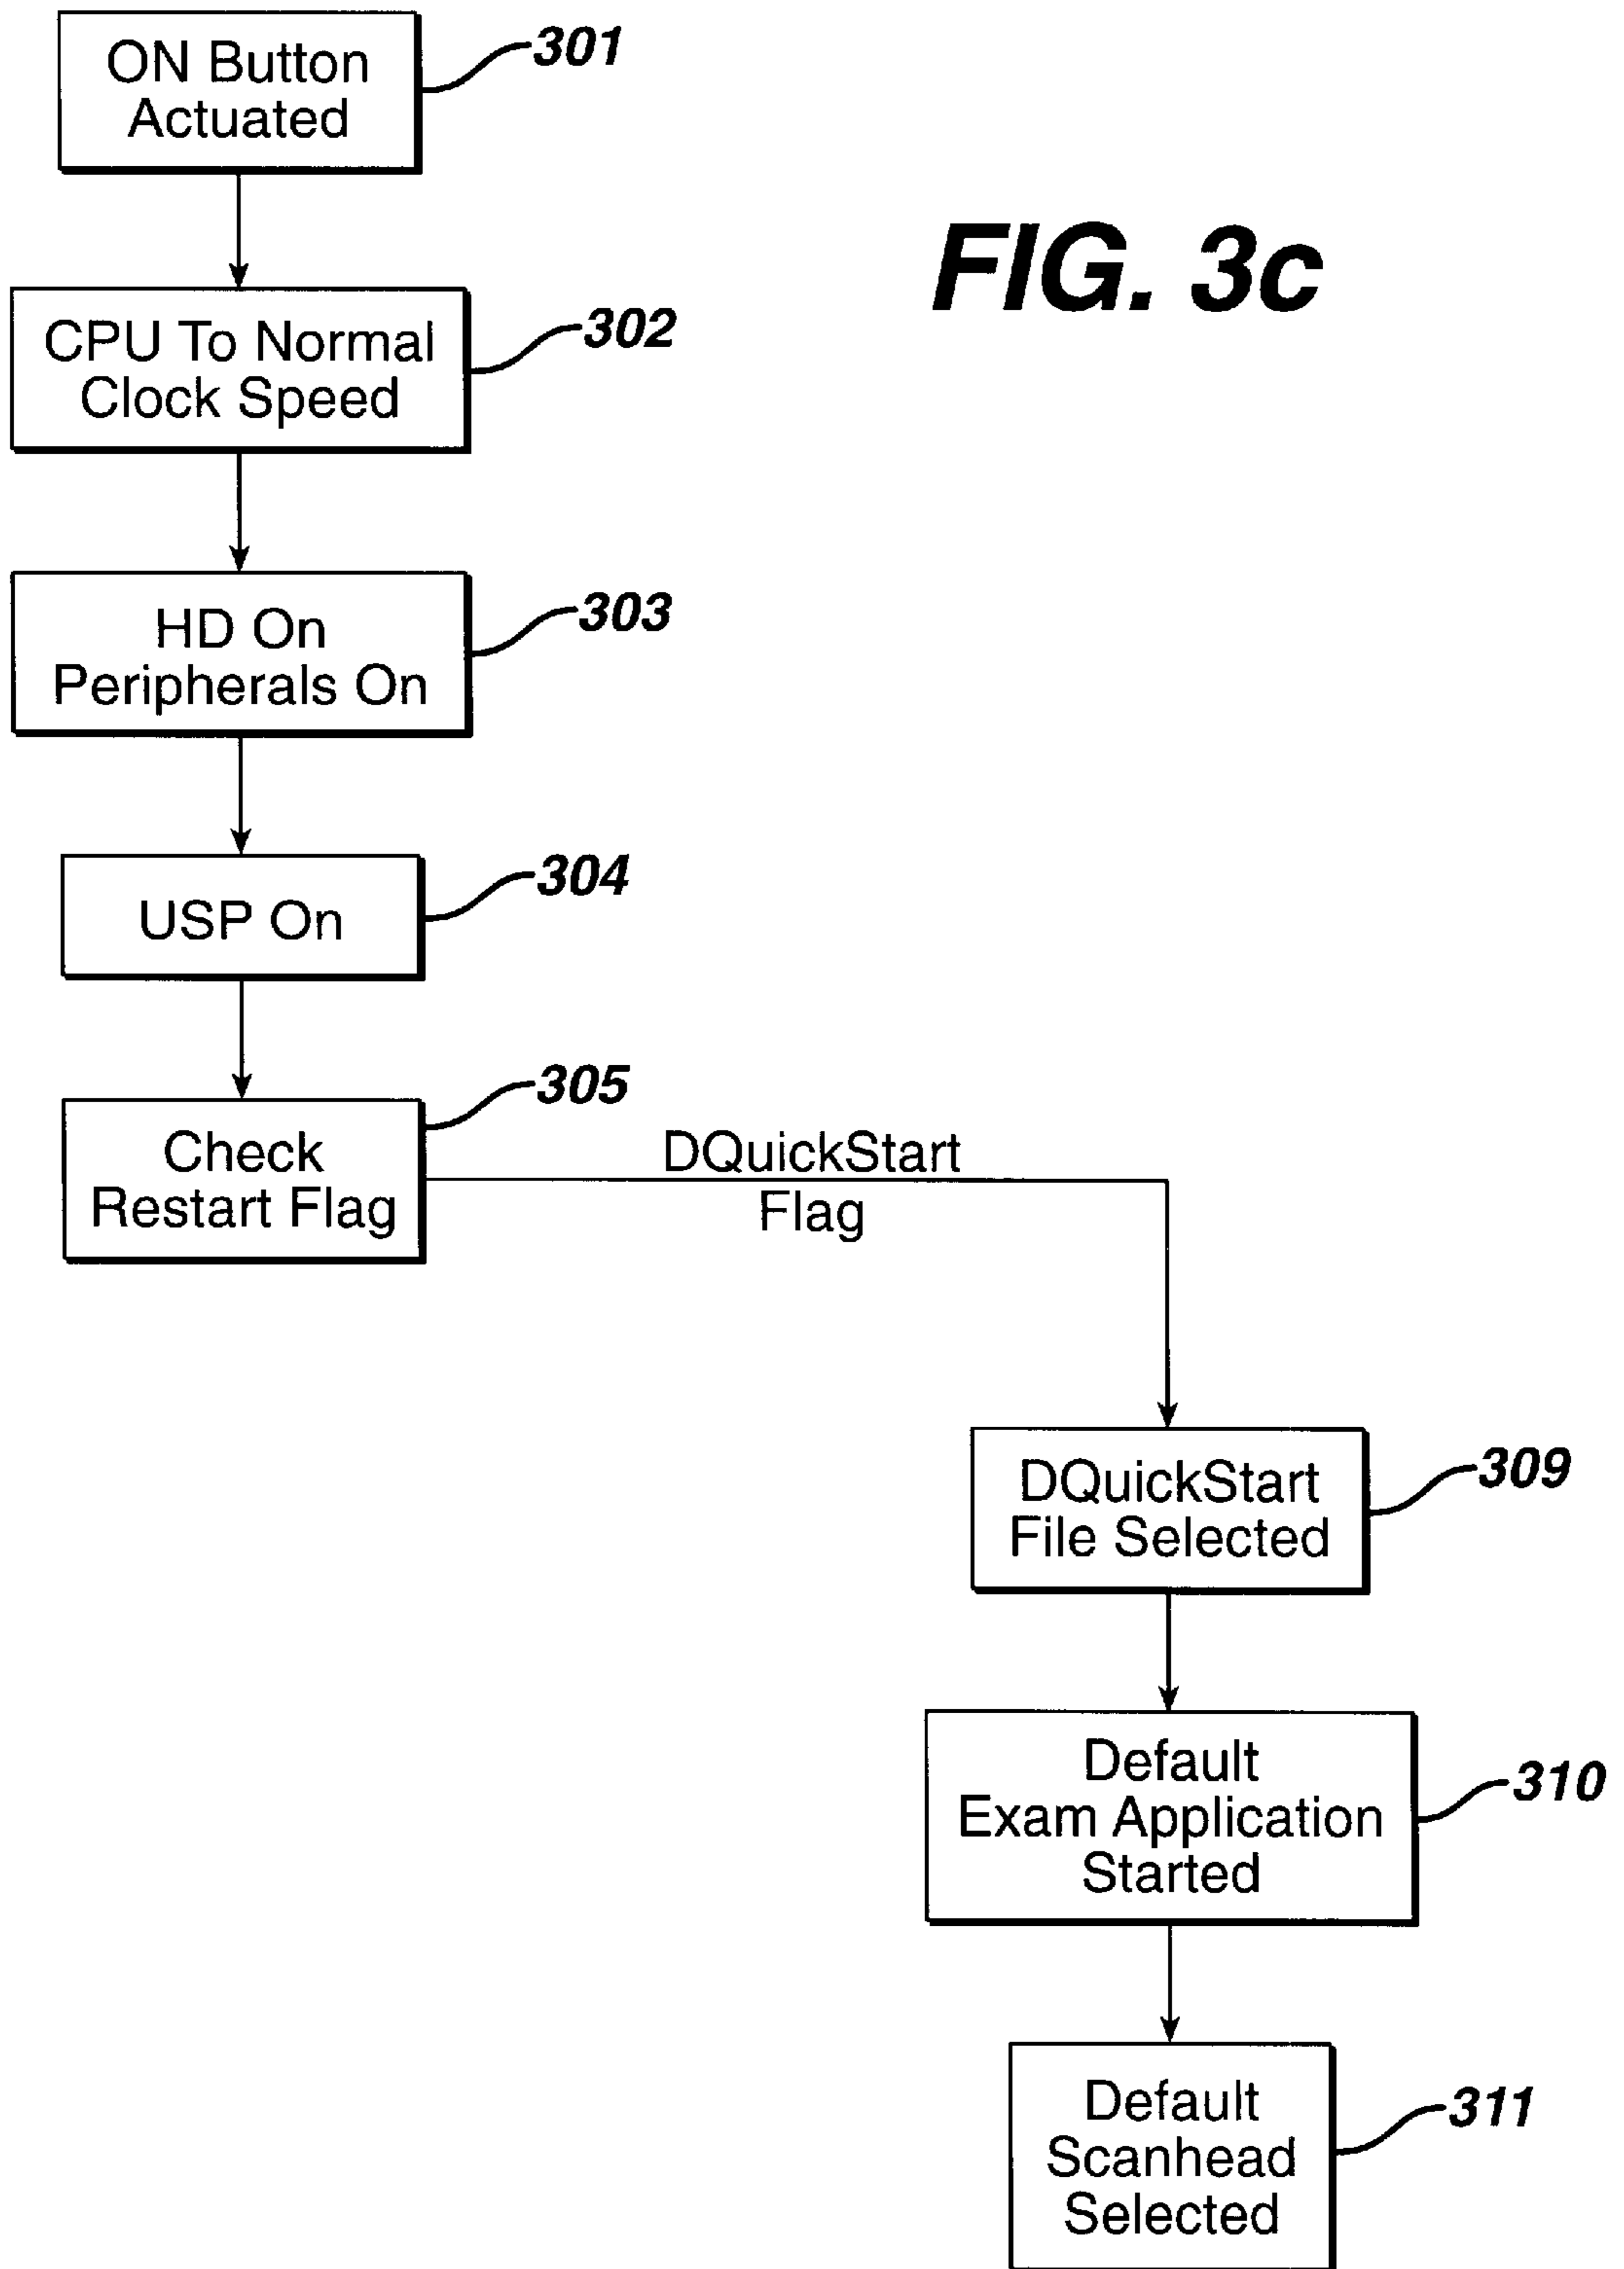 ON Button
Actuated
301
FIG. 3c
CPU To Normal
Clock Speed
302
HD On
Peripherals On
303
USP On
304
Check
Restart Flag
305
DQuickStart
Flag
DQuickStart
File Selected
309
Default
Exam Application
Started
310
Default
Scanhead
Selected
311